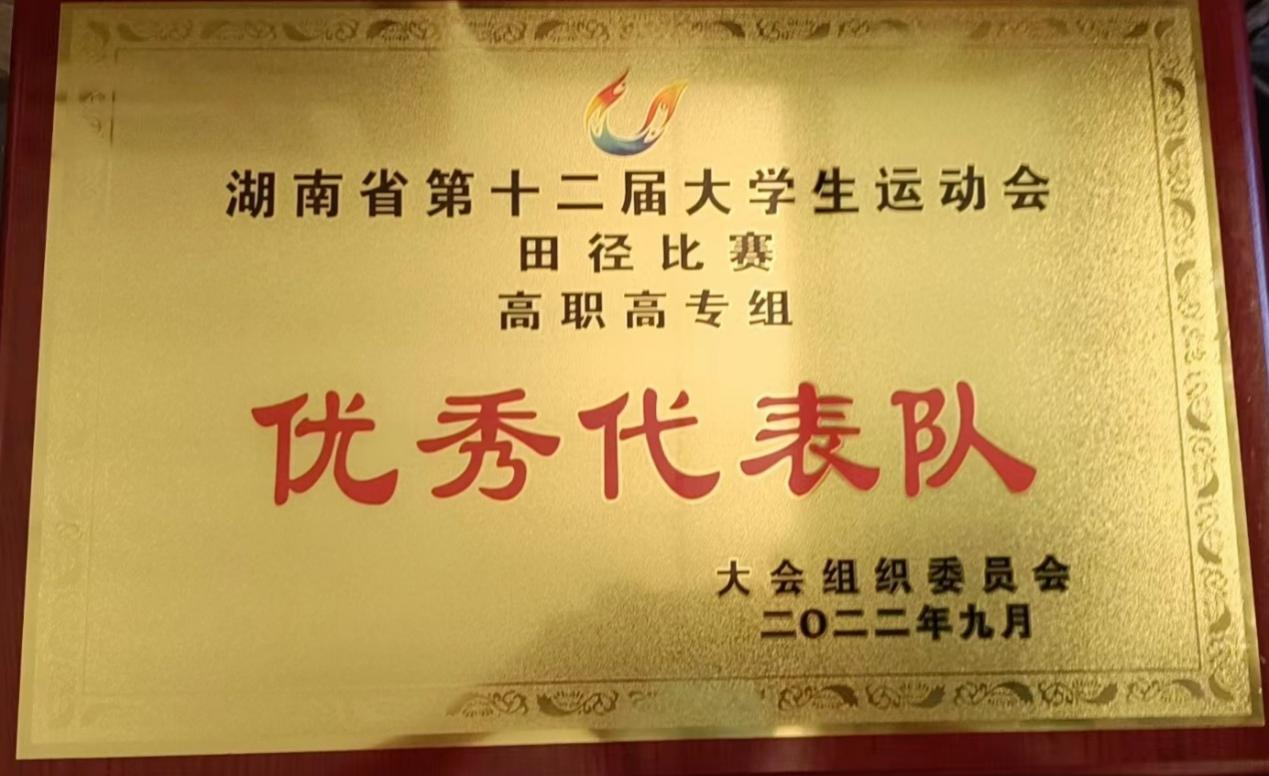 湖南省第十二届大学生运动会
田径比赛
高职高专组
优秀代表队
大会组织委员会
二〇二二年九月